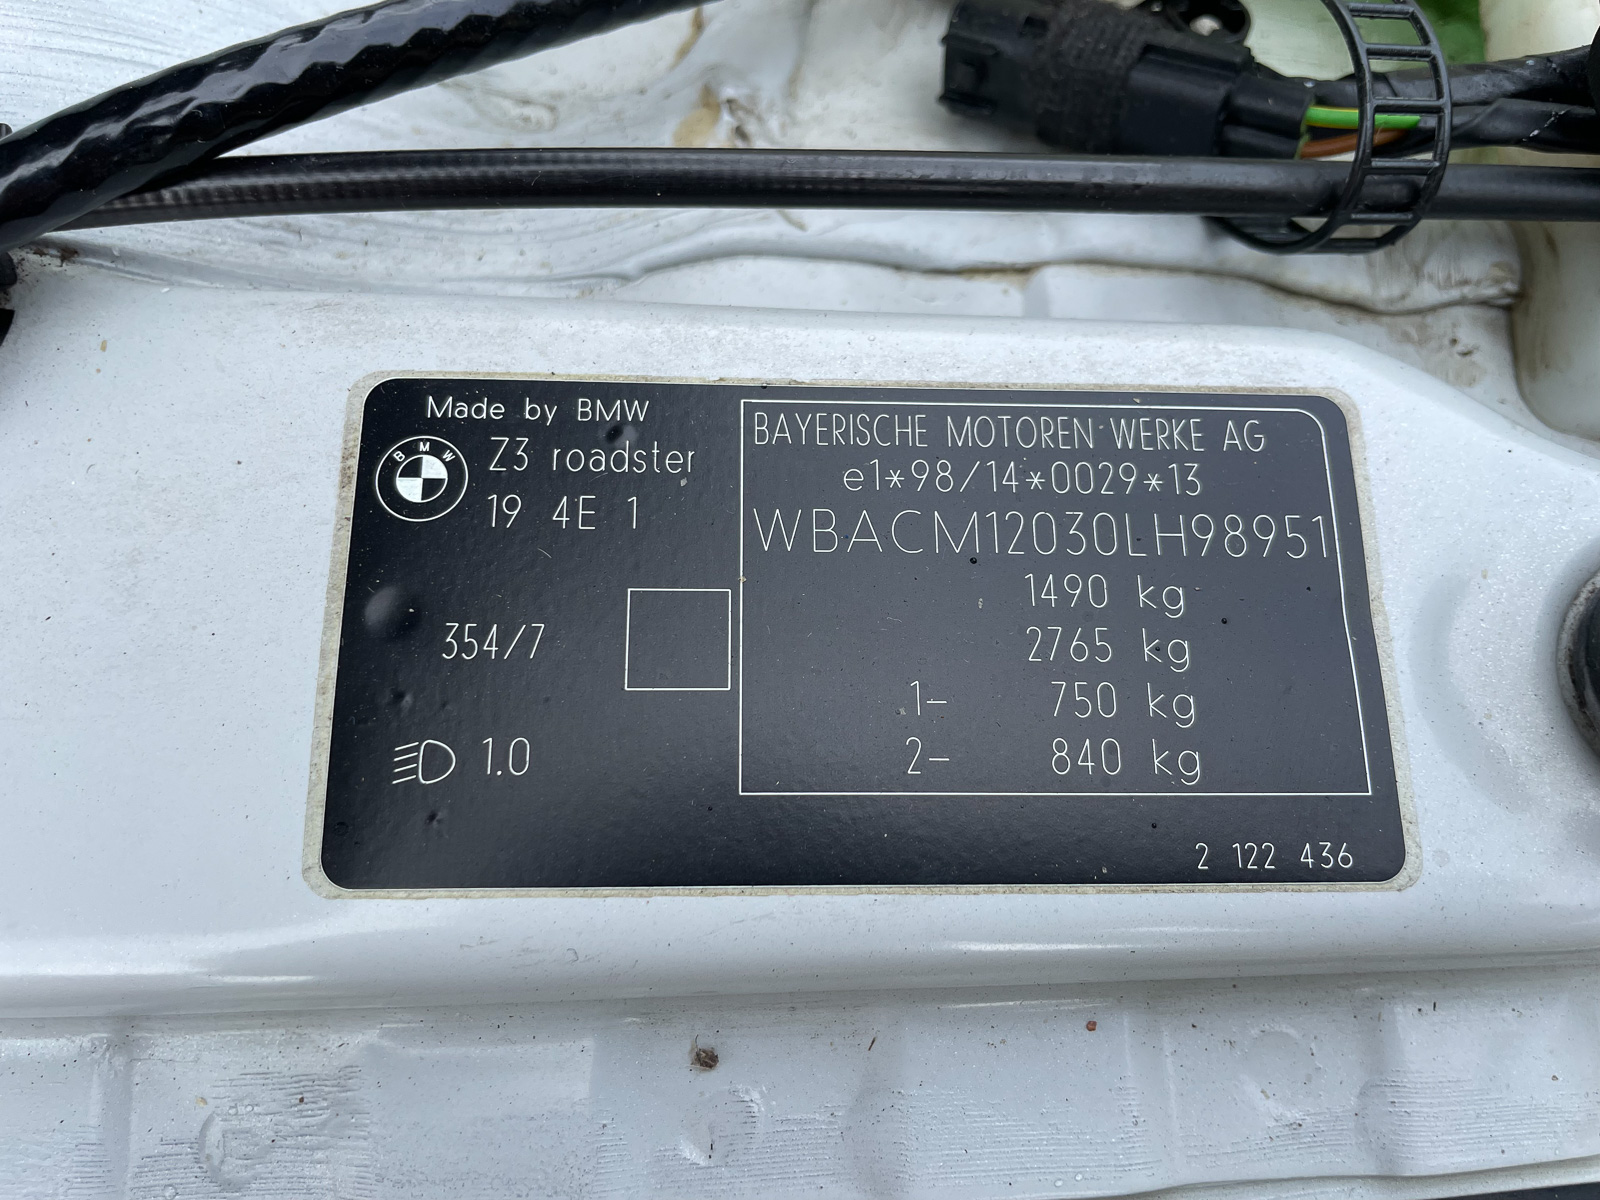 Made by BMW
BMW
Z3 roadster
19 4E 1
354/7
1.0
BAYERISCHE MOTOREN WERKE AG
e1*98/14*0029*13
WBACM12030LH98951
1490 kg
2765 kg
1- 750 kg
2- 840 kg
2 122 436